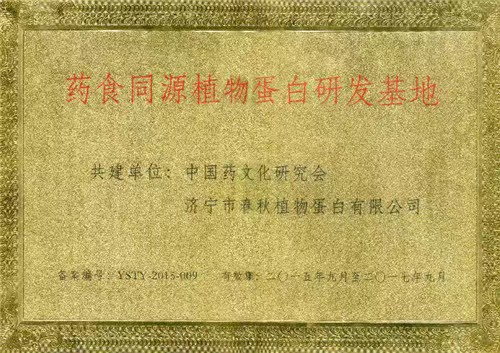 药食同源植物蛋白研发基地
共建单位：中国药文化研究会
济宁市春秋植物蛋白有限公司
备案编号：YSTY-2015-009 有效期：二〇一五年九月至二〇一七年九月